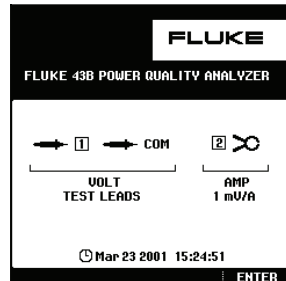 FLUKE
FLUKE 43B POWER QUALITY ANALYZER
1 COM 2
VOLT AMP
TEST LEADS 1 mV/A
Mar 23 2001 15:24:51
ENTER